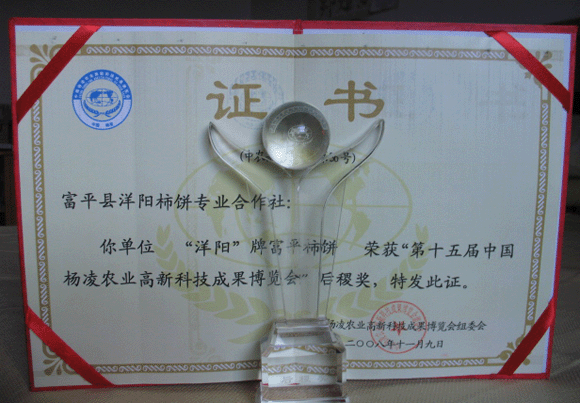 证书
富平县洋阳柿饼专业合作社:
你单位 “洋阳”牌富平柿饼 荣获“第十五届中国
杨凌农业高新科技成果博览会”后稷奖，特发此证。
杨凌农业高新科技成果博览会组委会
二〇〇八年十一月九日